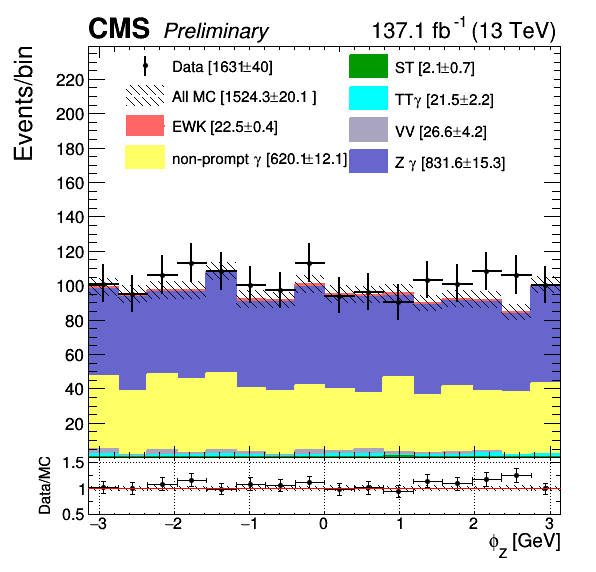 CMS Preliminary 137.1 fb⁻¹ (13 TeV)
Events/bin
Data [1631±40]
All MC [1524.3±20.1 ]
EWK [22.5±0.4]
non-prompt γ [620.1±12.1]
ST [2.1±0.7]
TTγ [21.5±2.2]
VV [26.6±4.2]
Z γ [831.6±15.3]
220
200
180
160
140
120
100
80
60
40
20
Data/MC
1.5
1
0.5
−3 −2 −1 0 1 2 3
ϕ_Z [GeV]